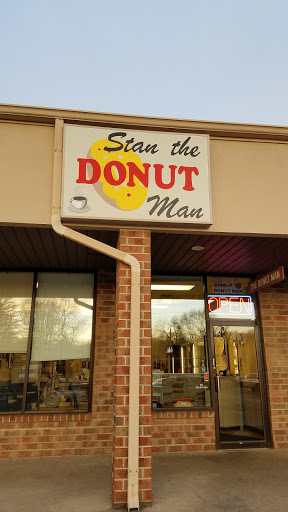 Stan the
DONUT
Man
STAN THE
DONUT MAN
THE DONUT MAN
OPEN